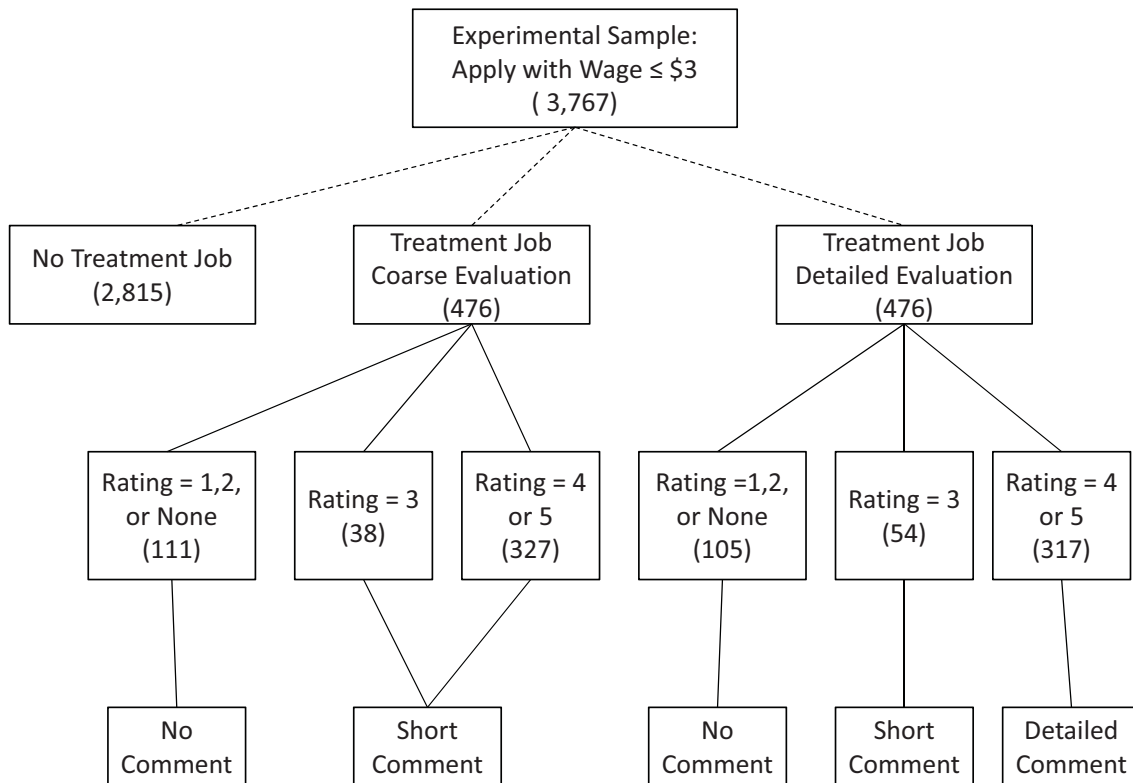 Experimental Sample:
Apply with Wage ≤ $3
( 3,767)
No Treatment Job
(2,815)
Treatment Job
Coarse Evaluation
(476)
Treatment Job
Detailed Evaluation
(476)
Rating = 1,2,
or None
(111)
Rating = 3
(38)
Rating = 4
or 5
(327)
Rating =1,2,
or None
(105)
Rating = 3
(54)
Rating = 4
or 5
(317)
No
Comment
Short
Comment
No
Comment
Short
Comment
Detailed
Comment